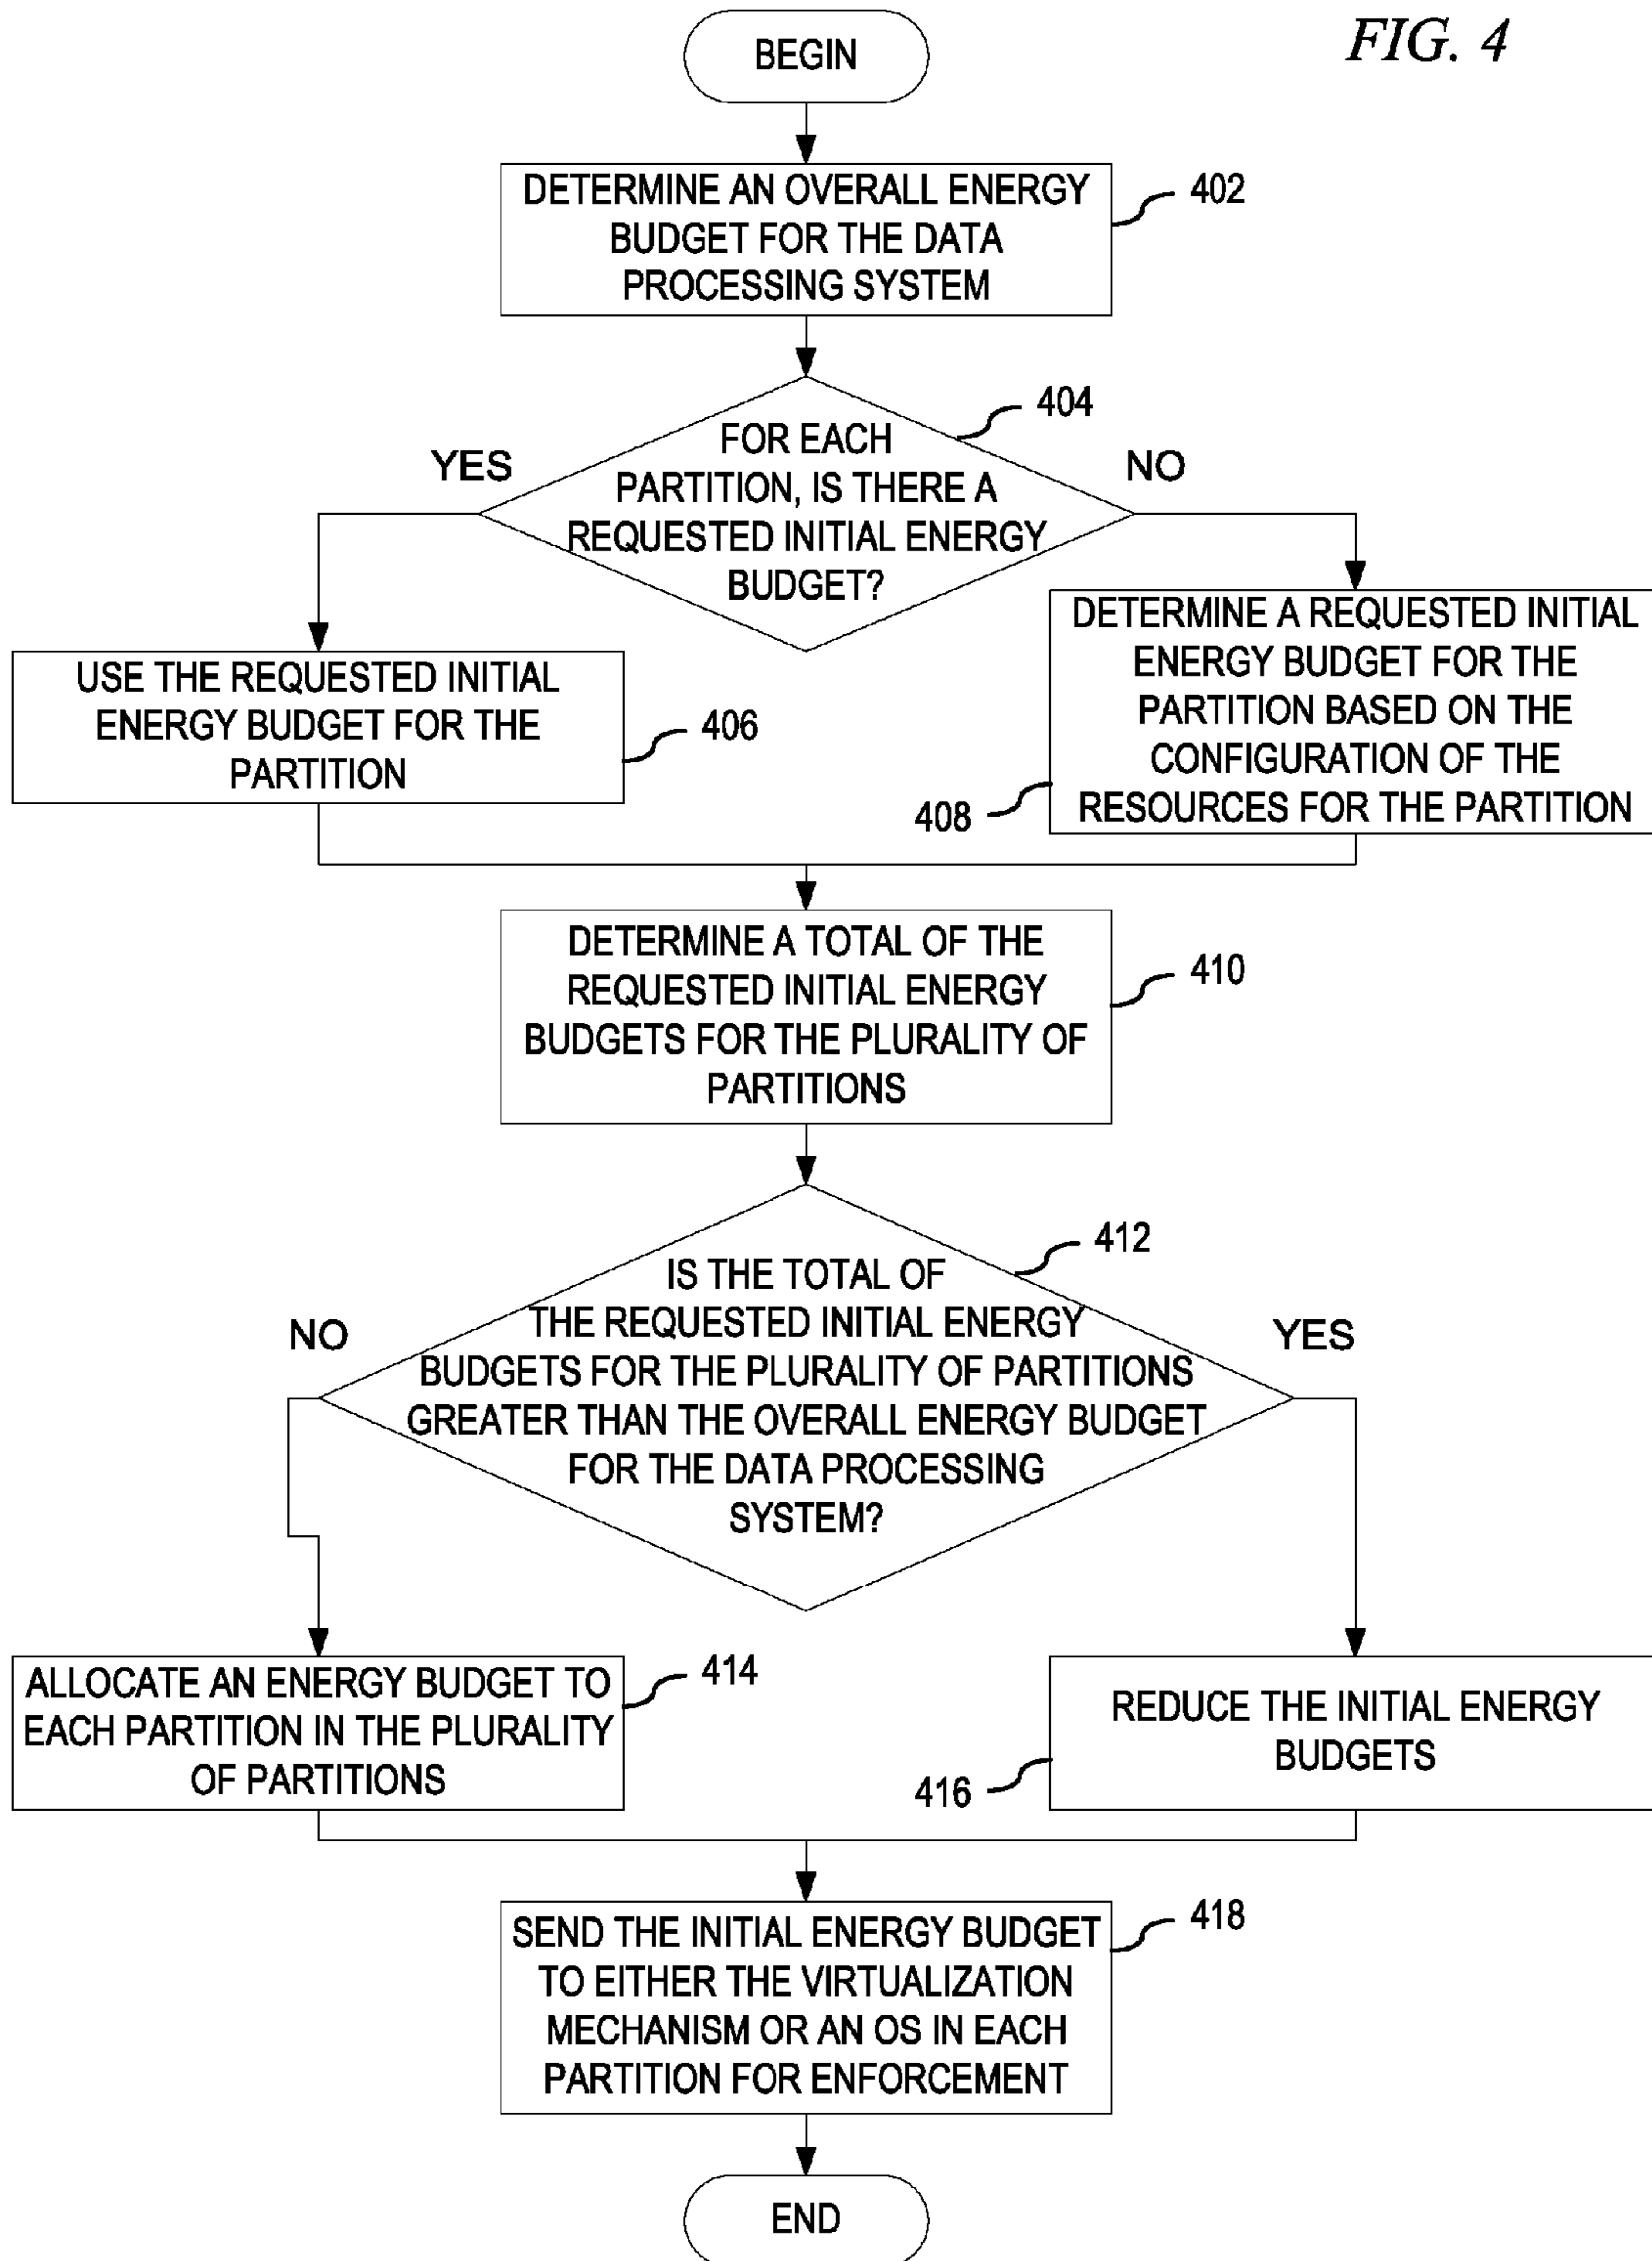 FIG. 4
BEGIN
DETERMINE AN OVERALL ENERGY
BUDGET FOR THE DATA
PROCESSING SYSTEM
402
404
FOR EACH
PARTITION, IS THERE A
REQUESTED INITIAL ENERGY
BUDGET?
YES
NO
USE THE REQUESTED INITIAL
ENERGY BUDGET FOR THE
PARTITION
406
DETERMINE A REQUESTED INITIAL
ENERGY BUDGET FOR THE
PARTITION BASED ON THE
CONFIGURATION OF THE
RESOURCES FOR THE PARTITION
408
DETERMINE A TOTAL OF THE
REQUESTED INITIAL ENERGY
BUDGETS FOR THE PLURALITY OF
PARTITIONS
410
412
IS THE TOTAL OF
THE REQUESTED INITIAL ENERGY
BUDGETS FOR THE PLURALITY OF PARTITIONS
GREATER THAN THE OVERALL ENERGY BUDGET
FOR THE DATA PROCESSING
SYSTEM?
NO
YES
ALLOCATE AN ENERGY BUDGET TO
EACH PARTITION IN THE PLURALITY
OF PARTITIONS
414
REDUCE THE INITIAL ENERGY
BUDGETS
416
SEND THE INITIAL ENERGY BUDGET
TO EITHER THE VIRTUALIZATION
MECHANISM OR AN OS IN EACH
PARTITION FOR ENFORCEMENT
418
END